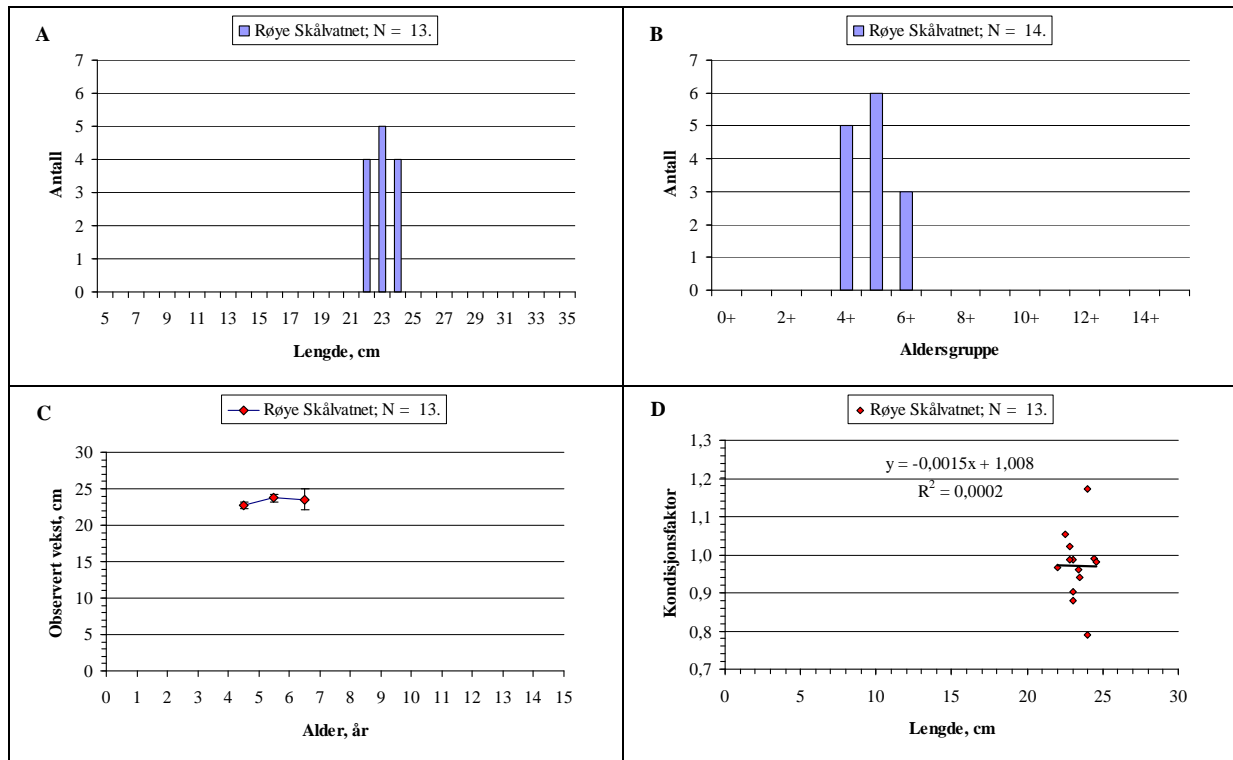 A
Røye Skålvatnet; N = 13.
7
6
5
4
3
2
1
0
Antall
5 7 9 11 13 15 17 19 21 23 25 27 29 31 33 35
Lengde, cm
B
Røye Skålvatnet; N = 14.
7
6
5
4
3
2
1
0
Antall
0+ 2+ 4+ 6+ 8+ 10+ 12+ 14+
Aldersgruppe
C
Røye Skålvatnet; N = 13.
30
25
20
15
10
5
0
Observert vekst, cm
0 1 2 3 4 5 6 7 8 9 10 11 12 13 14 15
Alder, år
D
Røye Skålvatnet; N = 13.
y = -0,0015x + 1,008
R² = 0,0002
1,3
1,2
1,1
1,0
0,9
0,8
0,7
Kondisjonsfaktor
0 5 10 15 20 25 30
Lengde, cm